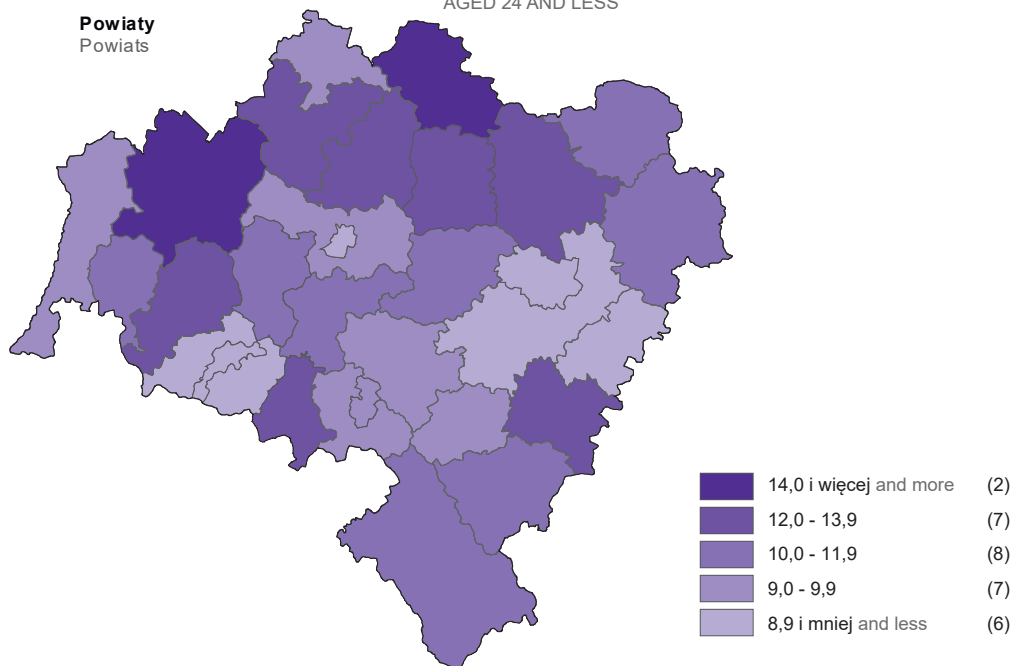 AGED 24 AND LESS
Powiaty
Powiats
14,0 i więcej and more (2)
12,0 - 13,9 (7)
10,0 - 11,9 (8)
9,0 - 9,9 (7)
8,9 i mniej and less (6)